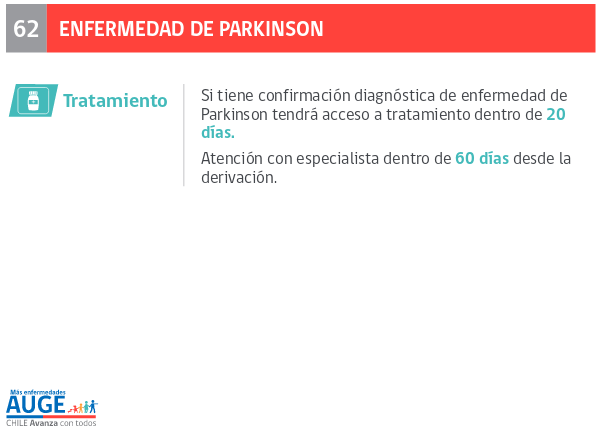 62 ENFERMEDAD DE PARKINSON
Tratamiento
Si tiene confirmación diagnóstica de enfermedad de
Parkinson tendrá acceso a tratamiento dentro de 20
días.
Atención con especialista dentro de 60 días desde la
derivación.
Más enfermedades
AUGE
CHILE Avanza con todos